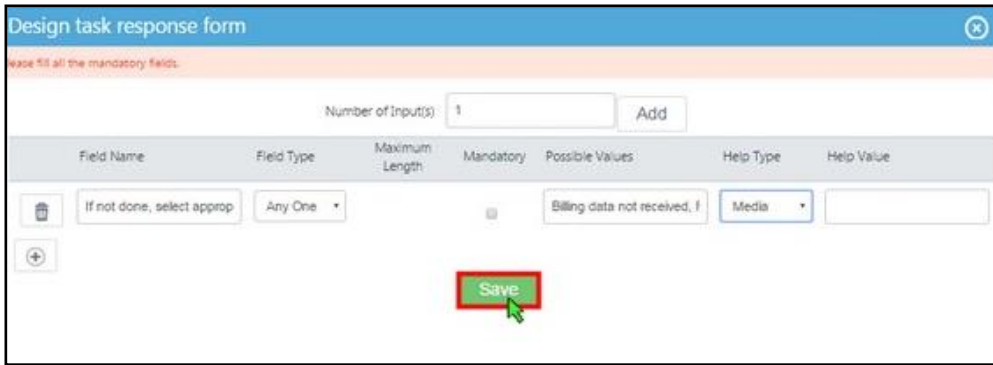 Design task response form
lease fill all the mandatory fields.
Number of Input(s) 1 Add
Field Name Field Type Maximum Length Mandatory Possible Values Help Type Help Value
If not done, select approp Any One Billing data not received, F Media
Save